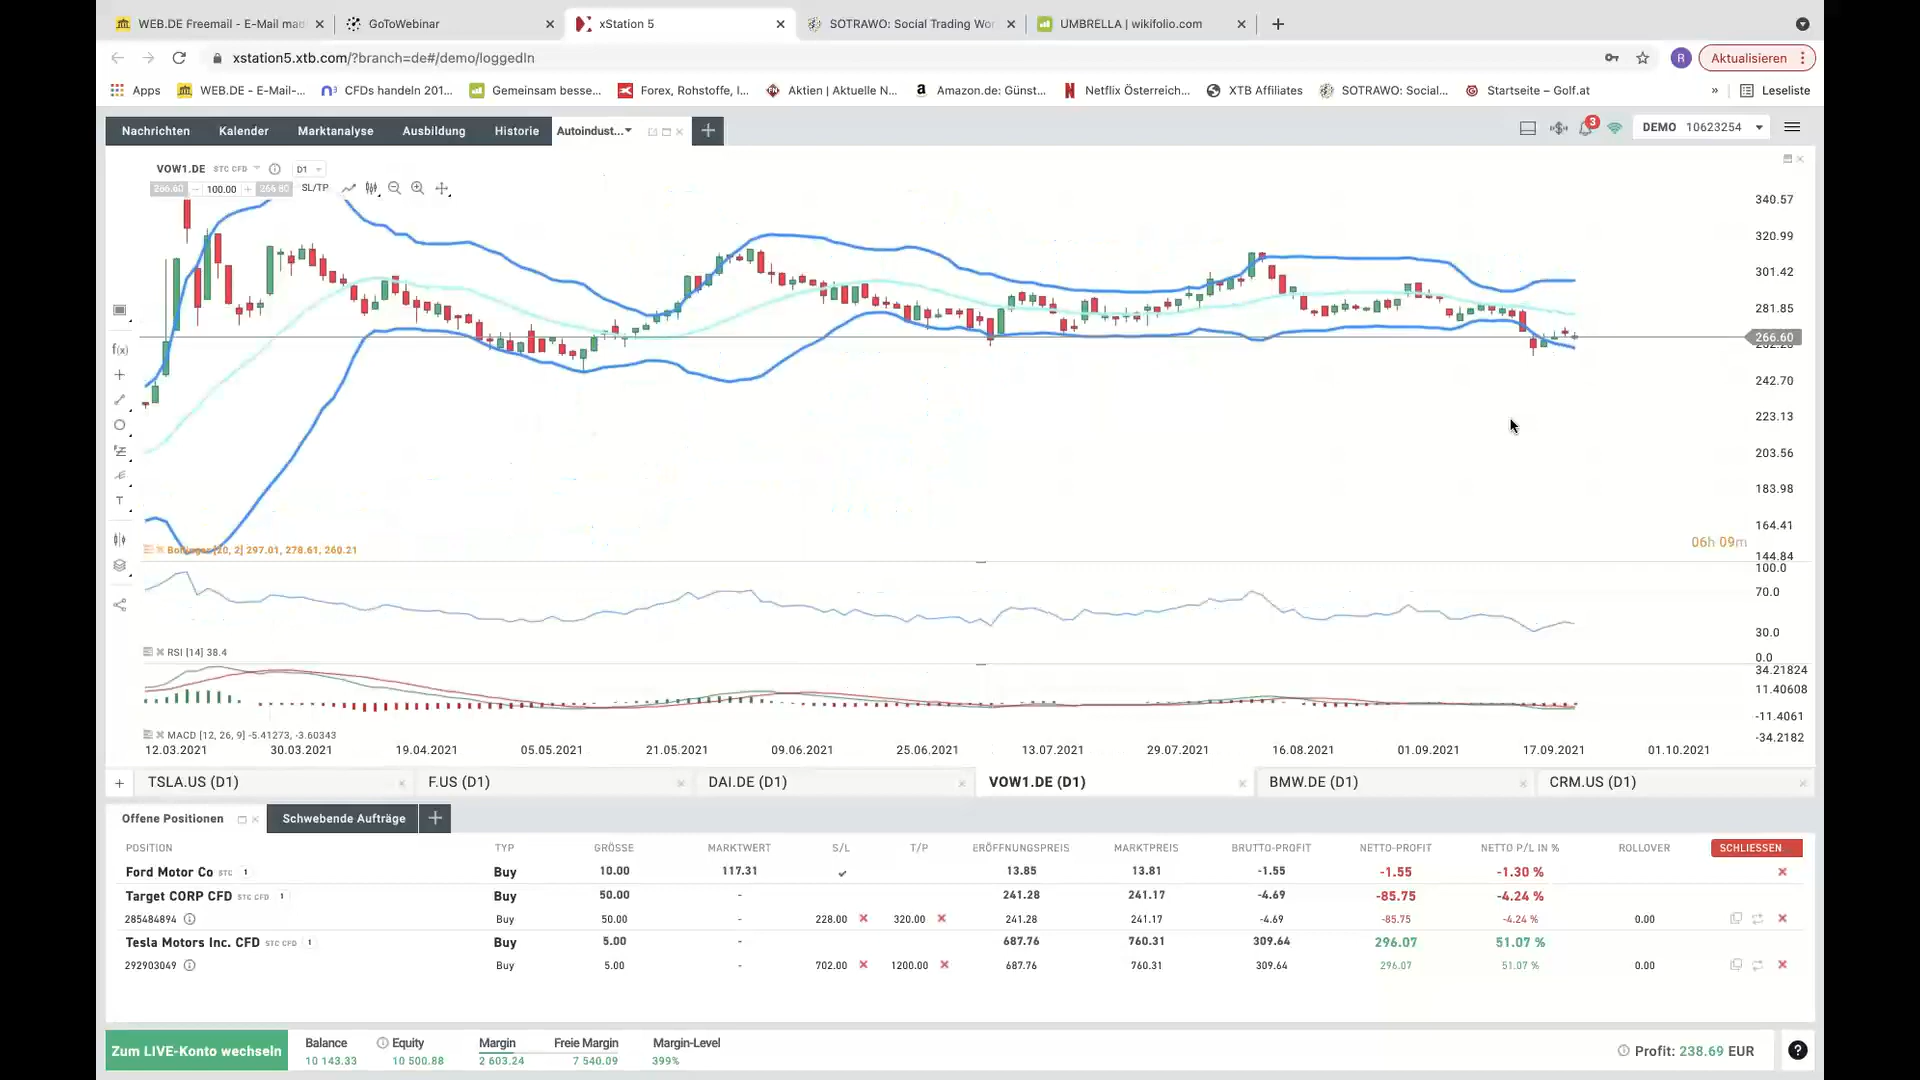 WEB.DE Freemail - E-Mail mac
GoToWebinar
xStation 5
SOTRAWO: Social Trading Wor
UMBRELLA | wikifolio.com
xstation5.xtb.com/?branch=de#/demo/loggedIn
R
Aktualisieren
Apps
WEB.DE - E-Mail-...
CFDs handeln 201...
Gemeinsam besse...
Forex, Rohstoffe, I...
Aktien | Aktuelle N...
Amazon.de: Günst...
Netflix Österreich...
XTB Affiliates
SOTRAWO: Social...
Startseite – Golf.at
»
Leseliste
Nachrichten
Kalender
Marktanalyse
Ausbildung
Historie
Autoindust...
3
DEMO 10623254
VOW1.DE STC CFD D1
266.60 – 100.00 + 266.80 SL/TP
340.57
320.99
301.42
281.85
266.60
242.70
223.13
203.56
183.98
164.41
144.84
f(x)
T
Bollinger [20, 2] 297.01, 278.61, 260.21
06h 09m
100.0
70.0
30.0
0.0
RSI [14] 38.4
34.21824
11.40608
-11.4061
-34.2182
MACD [12, 26, 9] -5.41273, -3.60343
12.03.2021 30.03.2021 19.04.2021 05.05.2021 21.05.2021 09.06.2021 25.06.2021 13.07.2021 29.07.2021 16.08.2021 01.09.2021 17.09.2021 01.10.2021
TSLA.US (D1) F.US (D1) DAI.DE (D1) VOW1.DE (D1) BMW.DE (D1) CRM.US (D1)
Offene Positionen Schwebende Aufträge
POSITION TYP GRÖSSE MARKTWERT S/L T/P ERÖFFNUNGSPREIS MARKTPREIS BRUTTO-PROFIT NETTO-PROFIT NETTO P/L IN % ROLLOVER SCHLIESSEN
Ford Motor Co STC 1 Buy 10.00 117.31 13.85 13.81 -1.55 -1.55 -1.30 %
Target CORP CFD STC CFD 1 Buy 50.00 - 241.28 241.17 -4.69 -85.75 -4.24 %
285484894 Buy 50.00 - 228.00 320.00 241.28 241.17 -4.69 -85.75 -4.24 % 0.00
Tesla Motors Inc. CFD STC CFD 1 Buy 5.00 - 687.76 760.31 309.64 296.07 51.07 %
292903049 Buy 5.00 - 702.00 1200.00 687.76 760.31 309.64 296.07 51.07 % 0.00
Zum LIVE-Konto wechseln
Balance Equity Margin Freie Margin Margin-Level
10 143.33 10 500.88 2 603.24 7 540.09 399%
Profit: 238.69 EUR
?